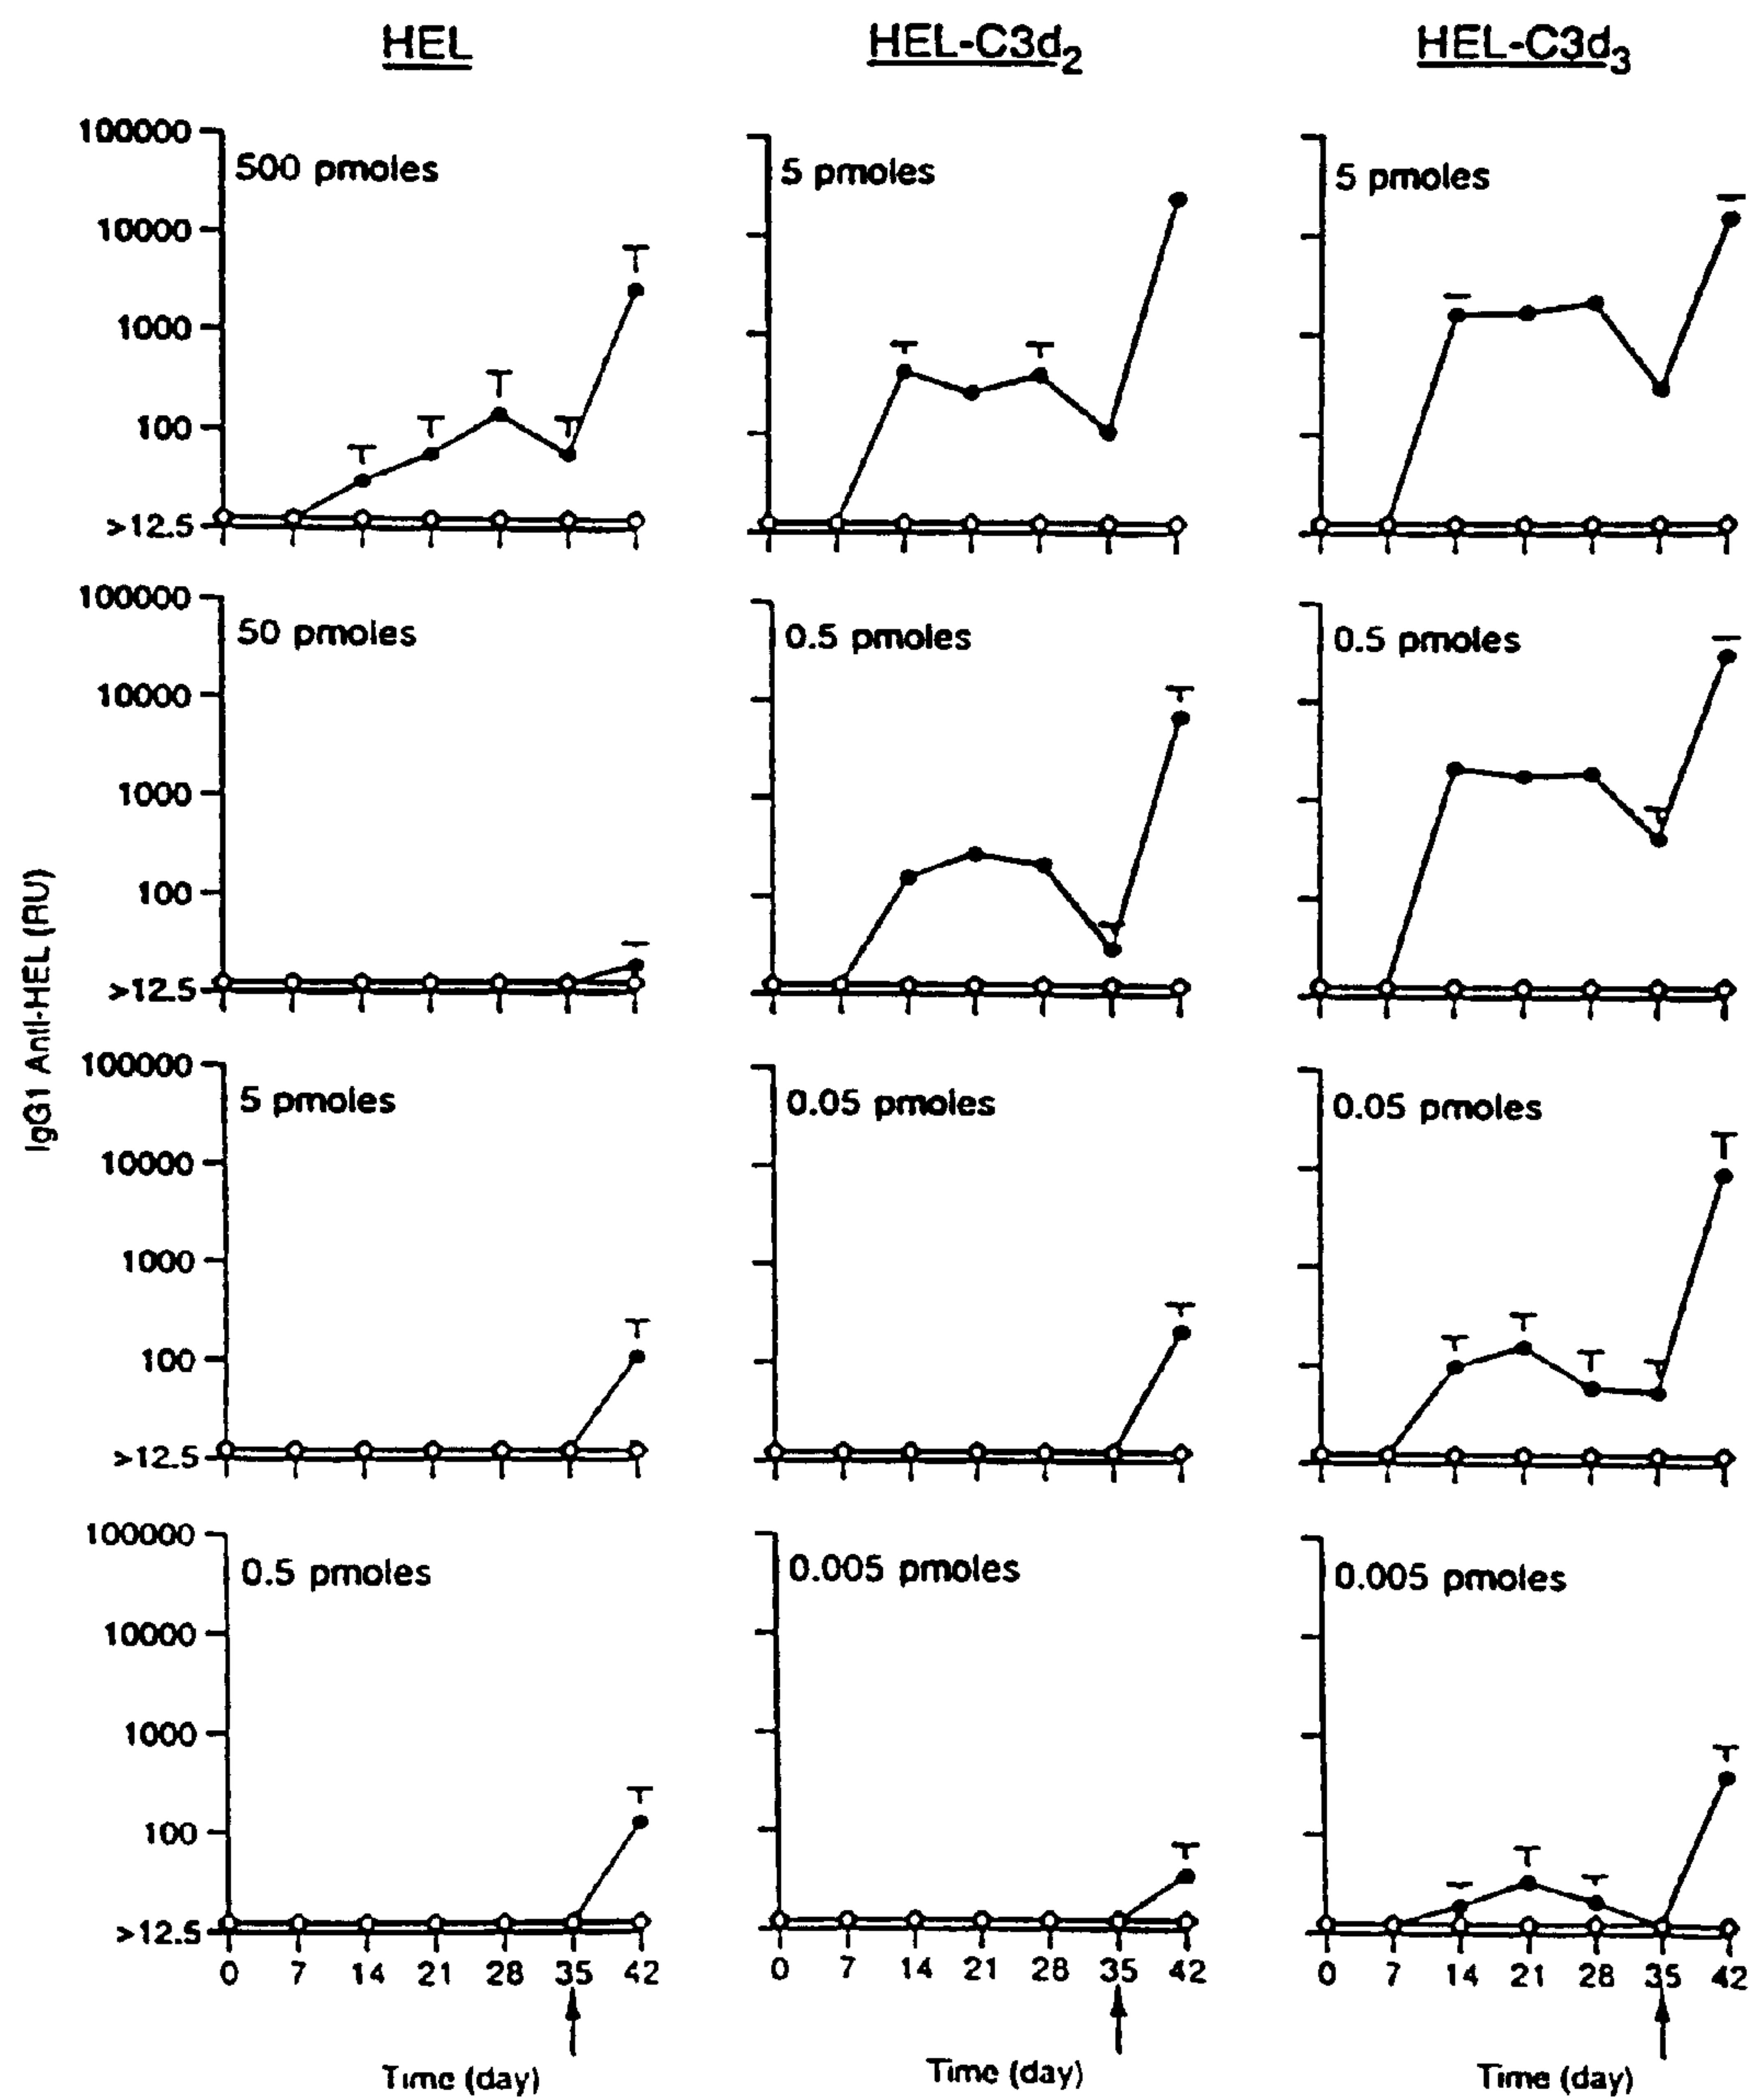 HEL HEL-C3d2 HEL-C3d3
100000
500 pmoles 5 pmoles 5 pmoles
10000
1000
100
>12.5
100000
50 pmoles 0.5 pmoles 0.5 pmoles
10000
1000
100
>12.5
IgG1 Anti-HEL (RU)
100000
5 pmoles 0.05 pmoles 0.05 pmoles
10000
1000
100
>12.5
100000
0.5 pmoles 0.005 pmoles 0.005 pmoles
10000
1000
100
>12.5
0 7 14 21 28 35 42 0 7 14 21 28 35 42 0 7 14 21 28 35 42
Time (day) Time (day) Time (day)